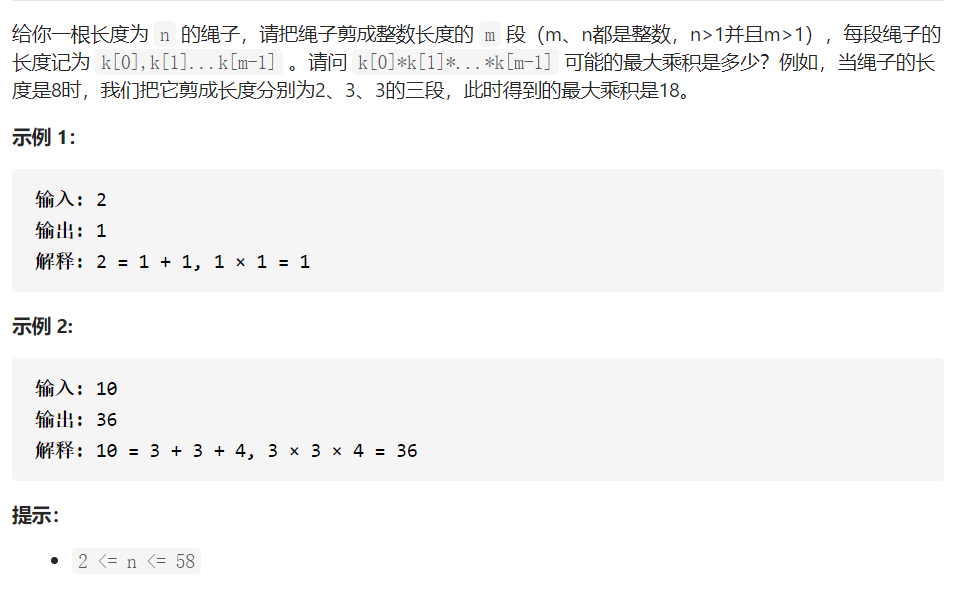 给你一根长度为 n 的绳子，请把绳子剪成整数长度的 m 段（m、n都是整数，n>1并且m>1），每段绳子的
长度记为 k[0],k[1]...k[m-1] 。请问 k[0]*k[1]*...*k[m-1] 可能的最大乘积是多少？例如，当绳子的长
度是8时，我们把它剪成长度分别为2、3、3的三段，此时得到的最大乘积是18。
示例 1：
输入: 2
输出: 1
解释: 2 = 1 + 1, 1 × 1 = 1
示例 2:
输入: 10
输出: 36
解释: 10 = 3 + 3 + 4, 3 × 3 × 4 = 36
提示：
2 <= n <= 58